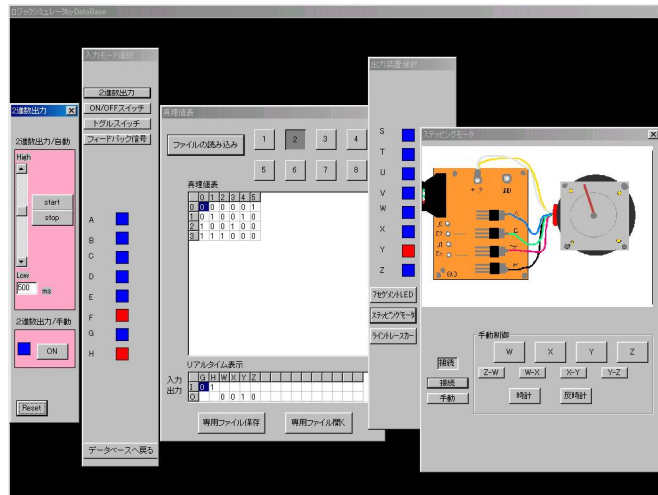 ロジックシミュレータbyDataBase
入力モード選択
2進数出力
ON/OFFスイッチ
トグルスイッチ
フィードバック信号
A
B
C
D
E
F
G
H
データベースへ戻る
2進数出力
2進数出力/自動
High
start
stop
Low
500 ms
2進数出力/手動
ON
Reset
真理値表
ファイルの読み込み
1 2 3 4
5 6 7 8
真理値表
0 1 2 3 4 5
0 0 0 0 0 0 1
1 0 1 0 0 1 0
2 1 0 0 1 0 0
3 1 1 1 0 0 0
リアルタイム表示
G H W X Y Z
入力 I 0 1
出力 O 0 0 1 0
専用ファイル保存 専用ファイル開く
出力装置選択
S
T
U
V
W
X
Y
Z
7セグメントLED
ステッピングモータ
ライントレースカー
ステッピングモータ
手動制御
W X Y Z
Z-W W-X X-Y Y-Z
時計 反時計
接続
接続
手動